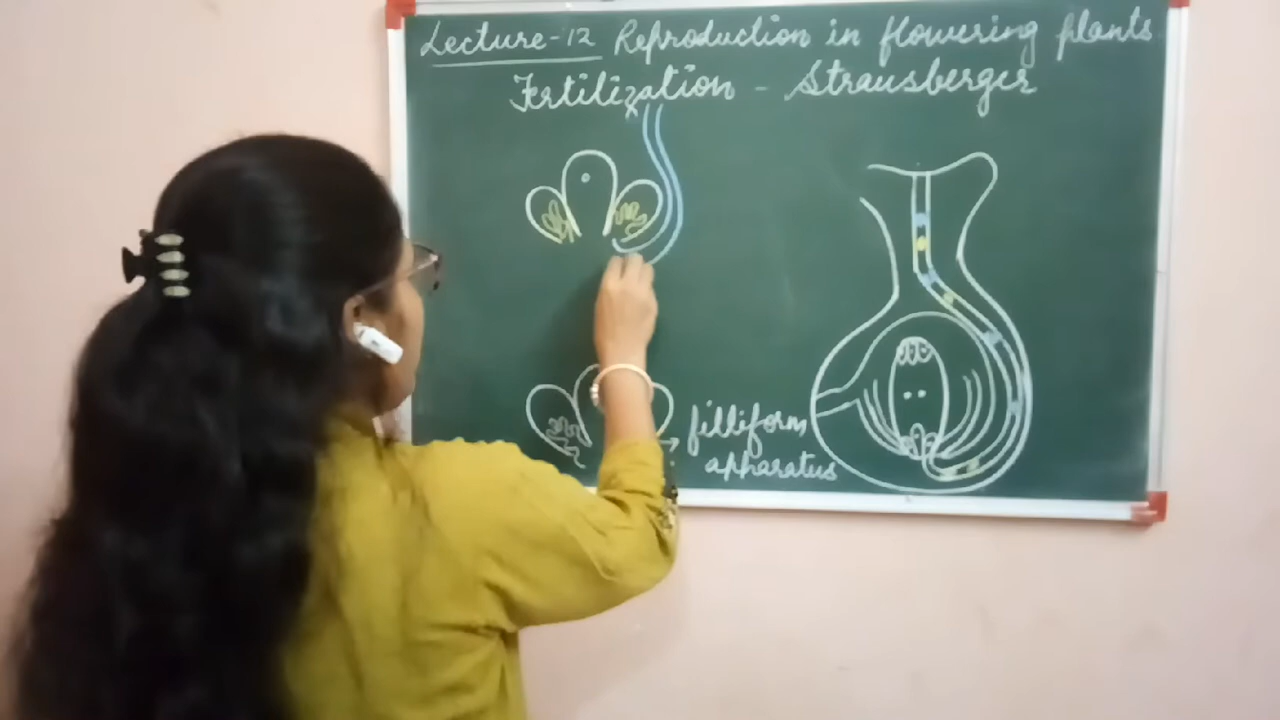 Lecture-12 Reproduction in flowering plants
Fertilization - Strausberger
filliform
apparatus